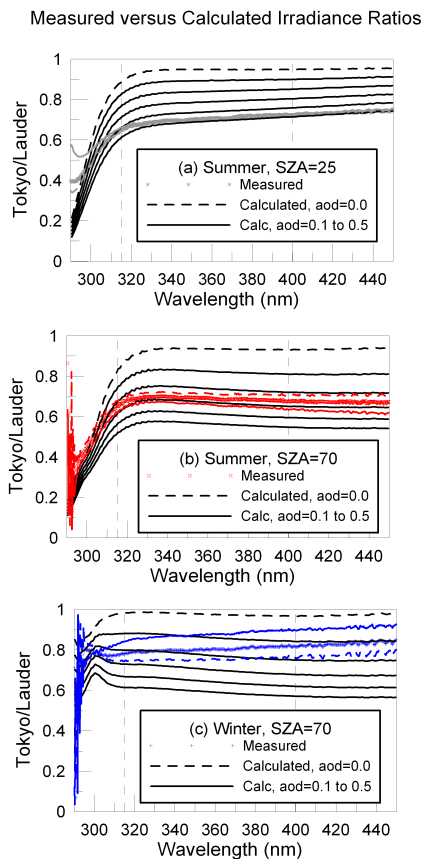 Measured versus Calculated Irradiance Ratios
1
0.8
0.6
0.4
0.2
0
Tokyo/Lauder
(a) Summer, SZA=25
Measured
Calculated, aod=0.0
Calc, aod=0.1 to 0.5
300 320 340 360 380 400 420 440
Wavelength (nm)
1
0.8
0.6
0.4
0.2
0
Tokyo/Lauder
(b) Summer, SZA=70
Measured
Calculated, aod=0.0
Calc, aod=0.1 to 0.5
300 320 340 360 380 400 420 440
Wavelength (nm)
1
0.8
0.6
0.4
0.2
0
Tokyo/Lauder
(c) Winter, SZA=70
Measured
Calculated, aod=0.0
Calc, aod=0.1 to 0.5
300 320 340 360 380 400 420 440
Wavelength (nm)